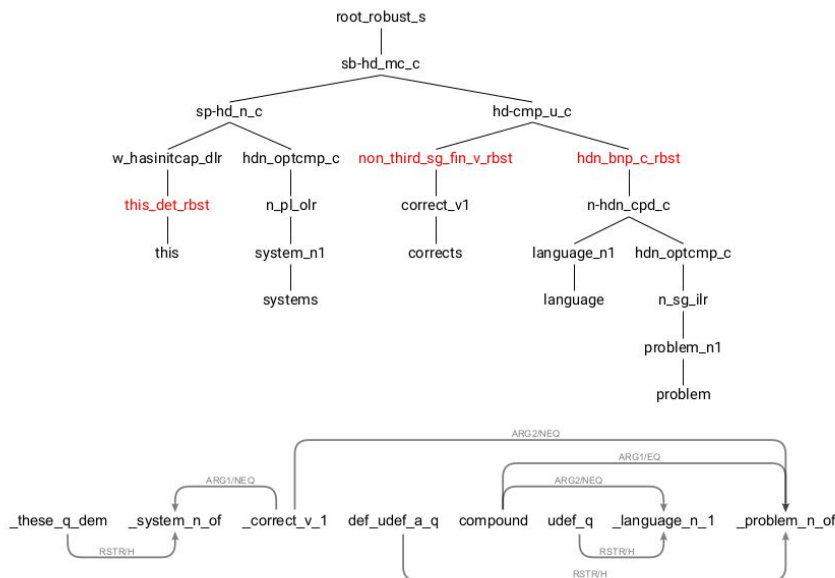 root_robust_s
sb-hd_mc_c
sp-hd_n_c hd-cmp_u_c
w_hasinitcap_dlr hdn_optcmp_c non_third_sg_fin_v_rbst hdn_bnp_c_rbst
this_det_rbst n_pl_olr correct_v1 n-hdn_cpd_c
this system_n1 corrects language_n1 hdn_optcmp_c
systems language n_sg_ilr
problem_n1
problem
ARG2/NEQ
ARG1/EQ
ARG1/NEQ ARG2/NEQ
_these_q_dem _system_n_of _correct_v_1 def_udef_a_q compound udef_q _language_n_1 _problem_n_of
RSTR/H RSTR/H
RSTR/H